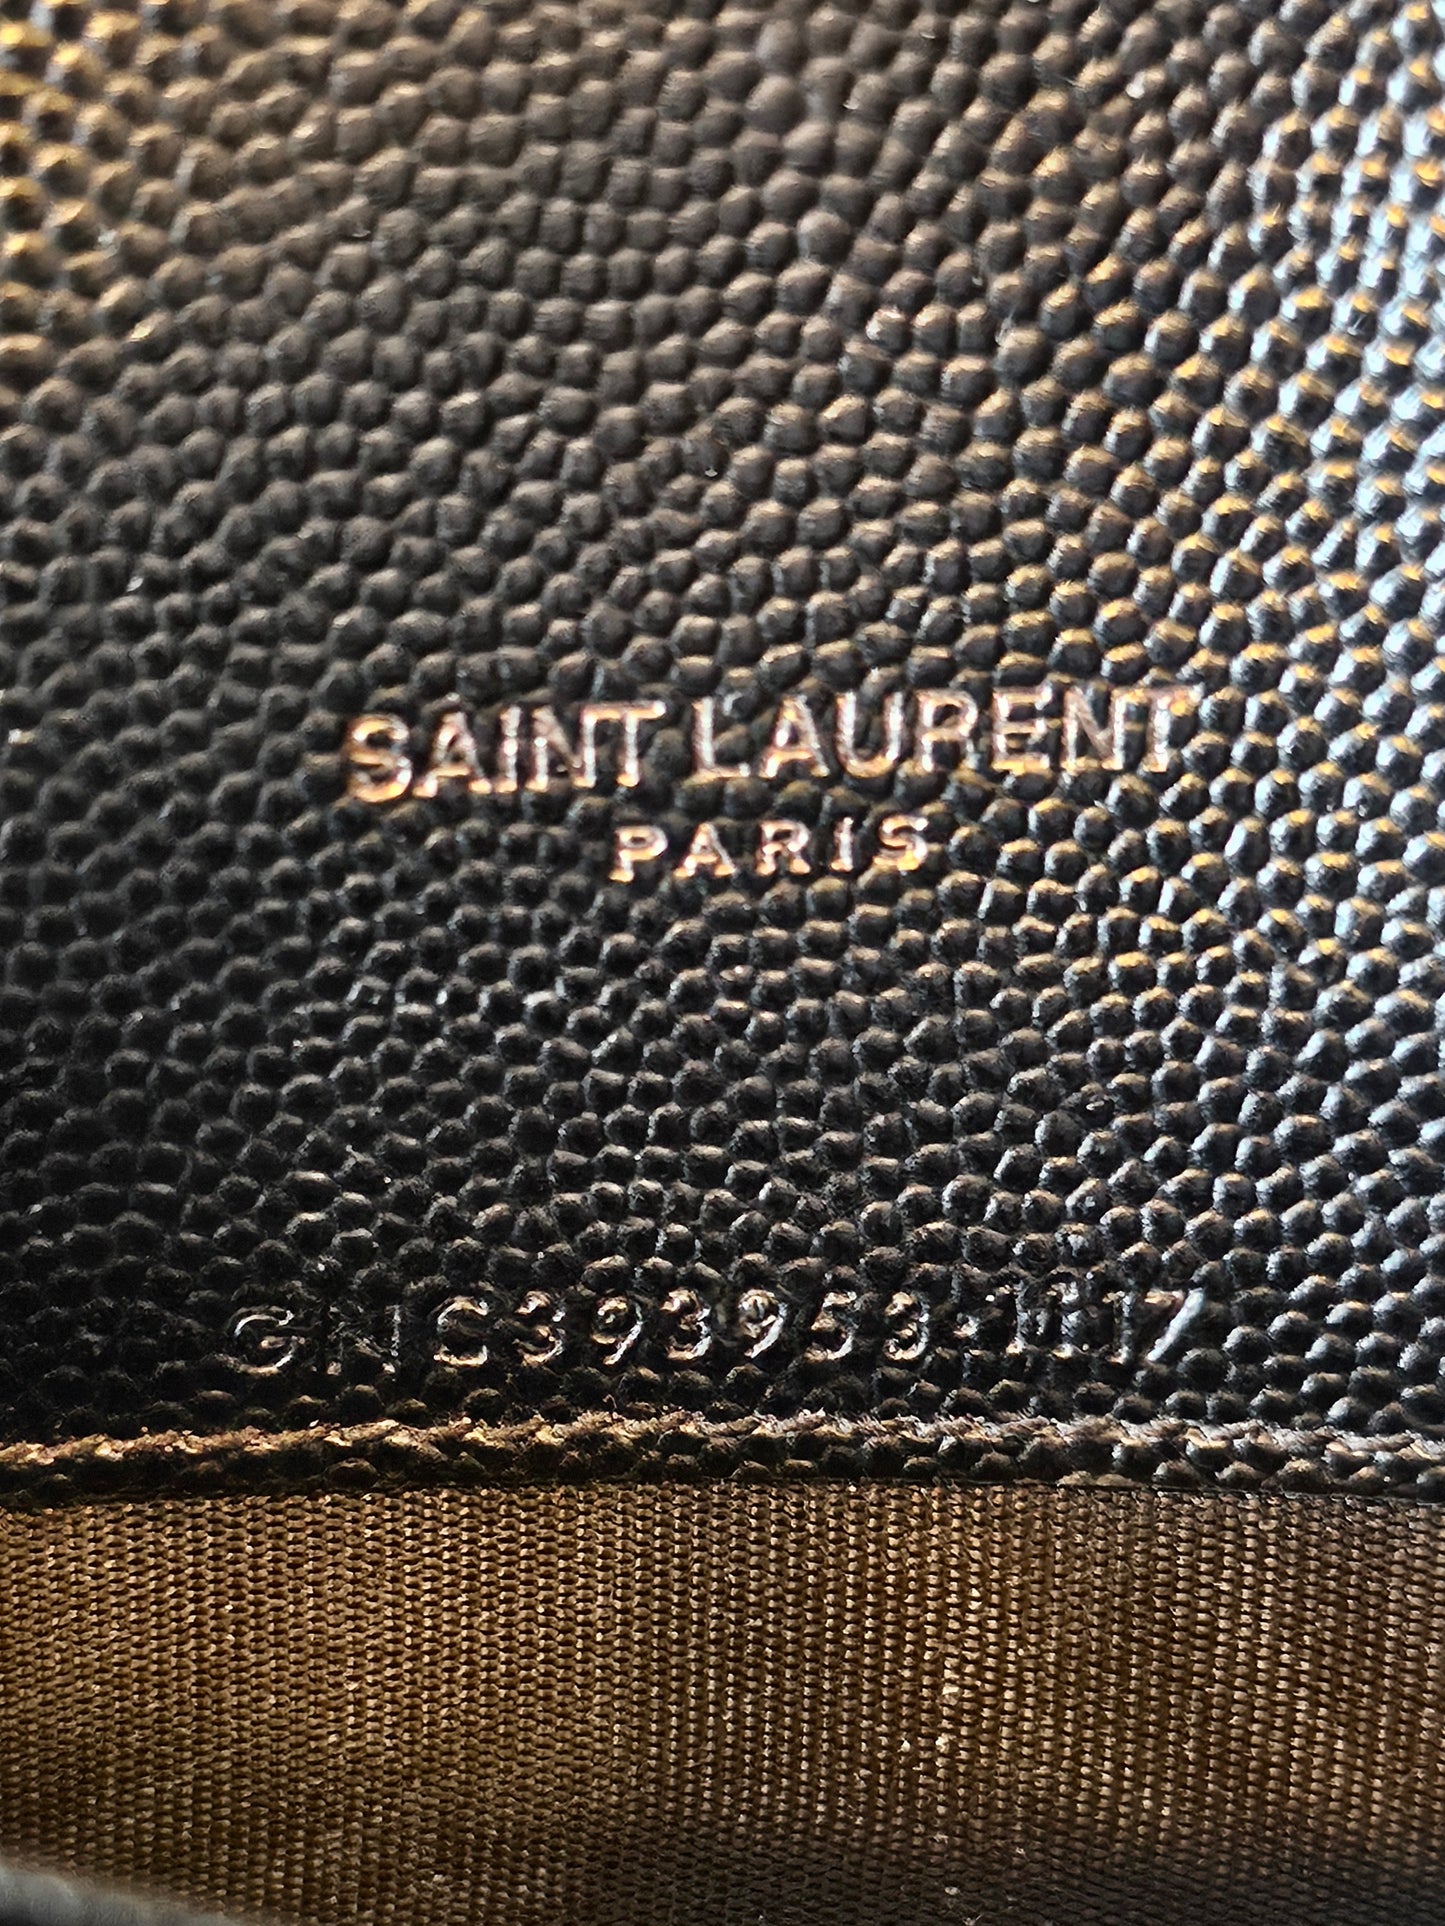 SAINT LAURENT
PARIS
GNC393953·1117